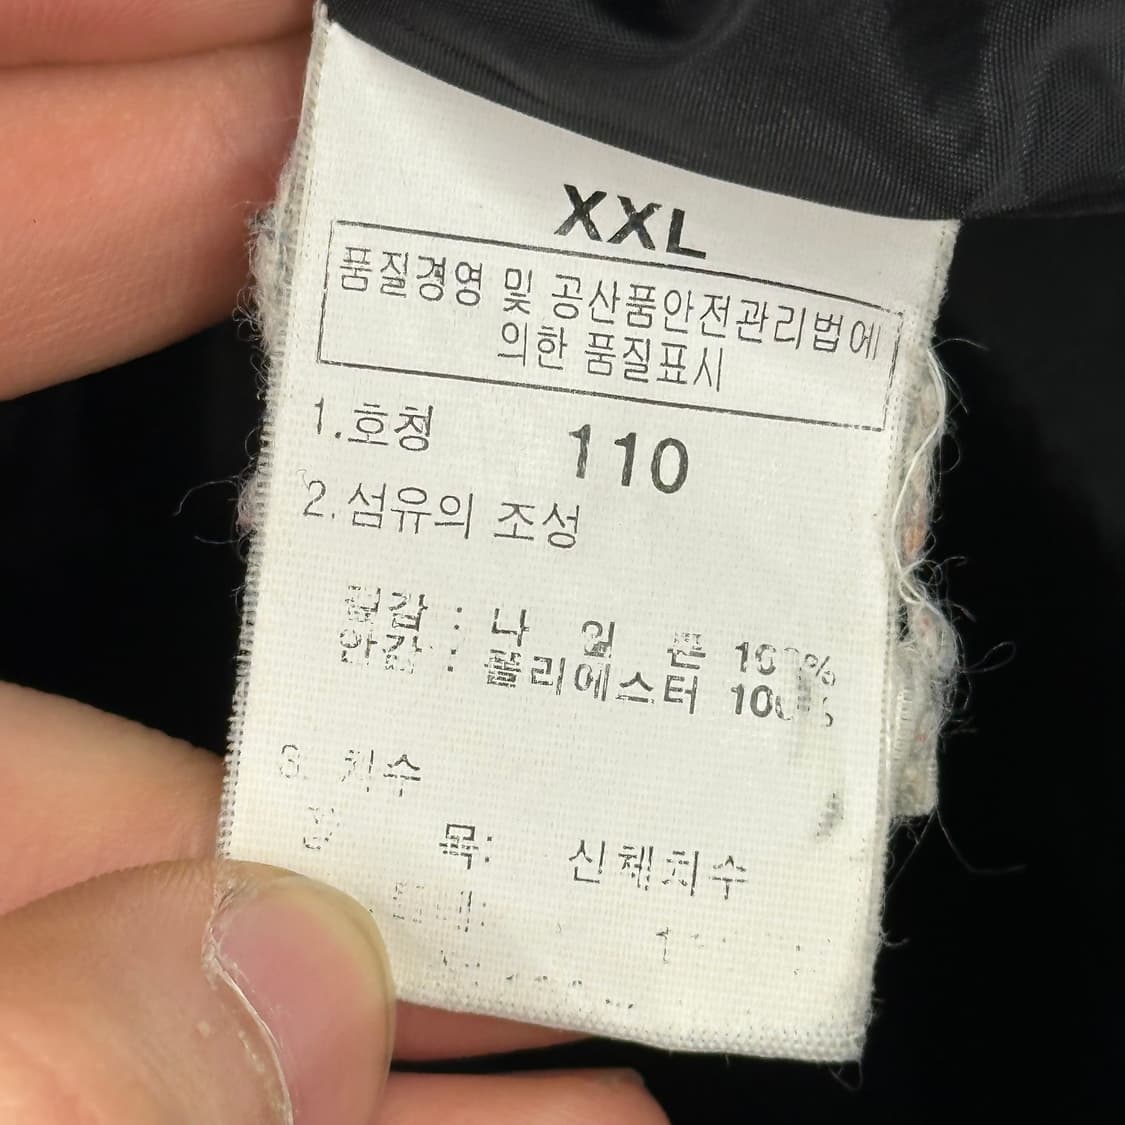 XXL
품질경영 및 공산품안전관리법에
의한 품질표시
1.호칭 110
2.섬유의 조성
겉감 : 나 일 론 100%
안감 : 폴리에스터 100%
3. 치수
항 목: 신체치수